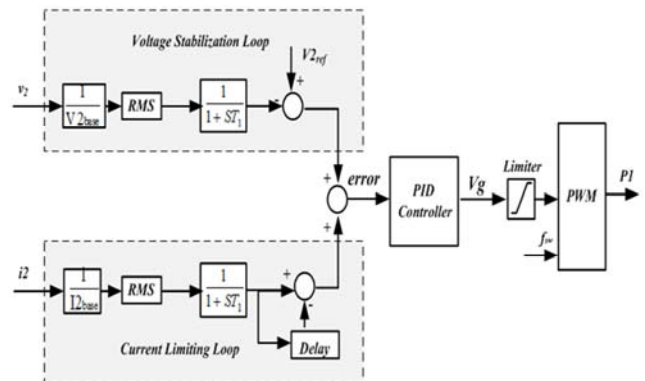 Voltage Stabilization Loop
V2ref
+
v2
1
V2base
RMS
1
1+ST1
-
+
error
+
PID
Controller
Vg
Limiter
PWM
P1
fsw
i2
1
I2base
RMS
1
1+ST1
+
-
Delay
Current Limiting Loop